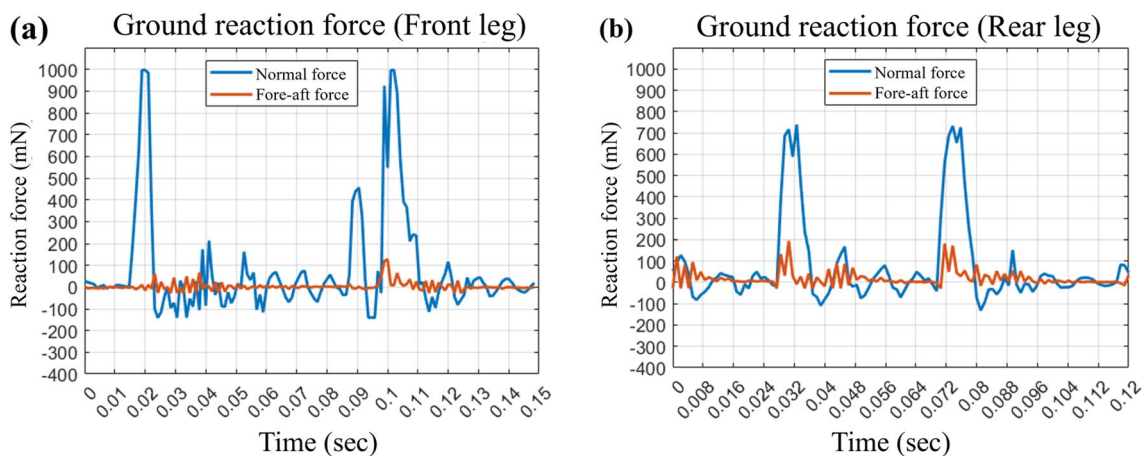 (a) Ground reaction force (Front leg)
Reaction force (mN)
1000
900
800
700
600
500
400
300
200
100
0
-100
-200
-300
-400
Normal force
Fore-aft force
0 0.01 0.02 0.03 0.04 0.05 0.06 0.07 0.08 0.09 0.1 0.11 0.12 0.13 0.14 0.15
Time (sec)
(b) Ground reaction force (Rear leg)
Reaction force (mN)
1000
900
800
700
600
500
400
300
200
100
0
-100
-200
-300
-400
Normal force
Fore-aft force
0 0.008 0.016 0.024 0.032 0.04 0.048 0.056 0.064 0.072 0.08 0.088 0.096 0.104 0.112 0.12
Time (sec)